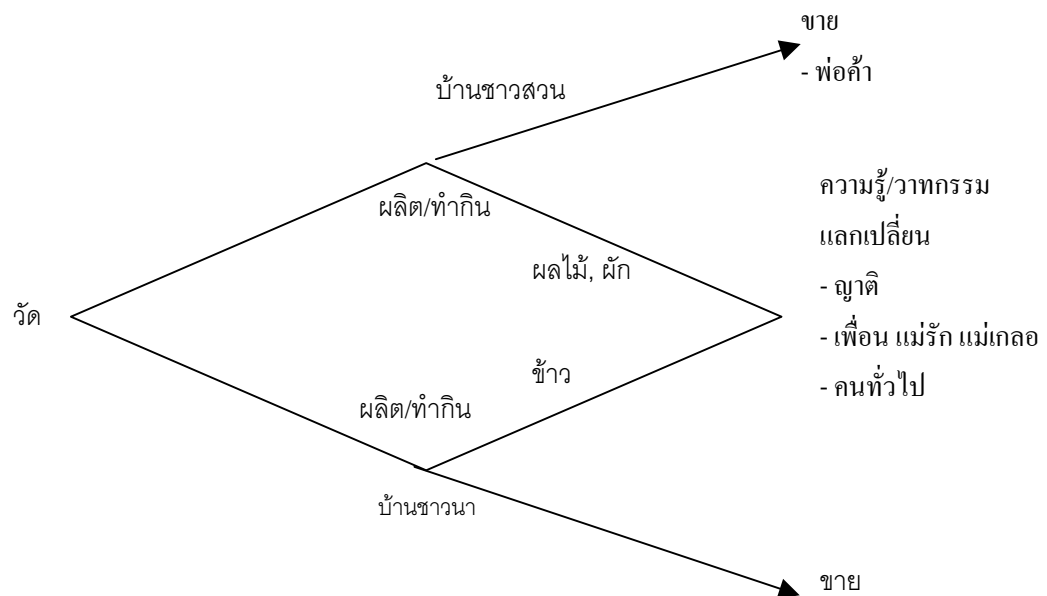 ขาย
- พ่อค้า
บ้านชาวสวน
ความรู้/วาทกรรม
ผลิต/ทำกิน
แลกเปลี่ยน
ผลไม้, ผัก
- ญาติ
วัด
- เพื่อน แม่รัก แม่เกลอ
ข้าว
- คนทั่วไป
ผลิต/ทำกิน
บ้านชาวนา
ขาย